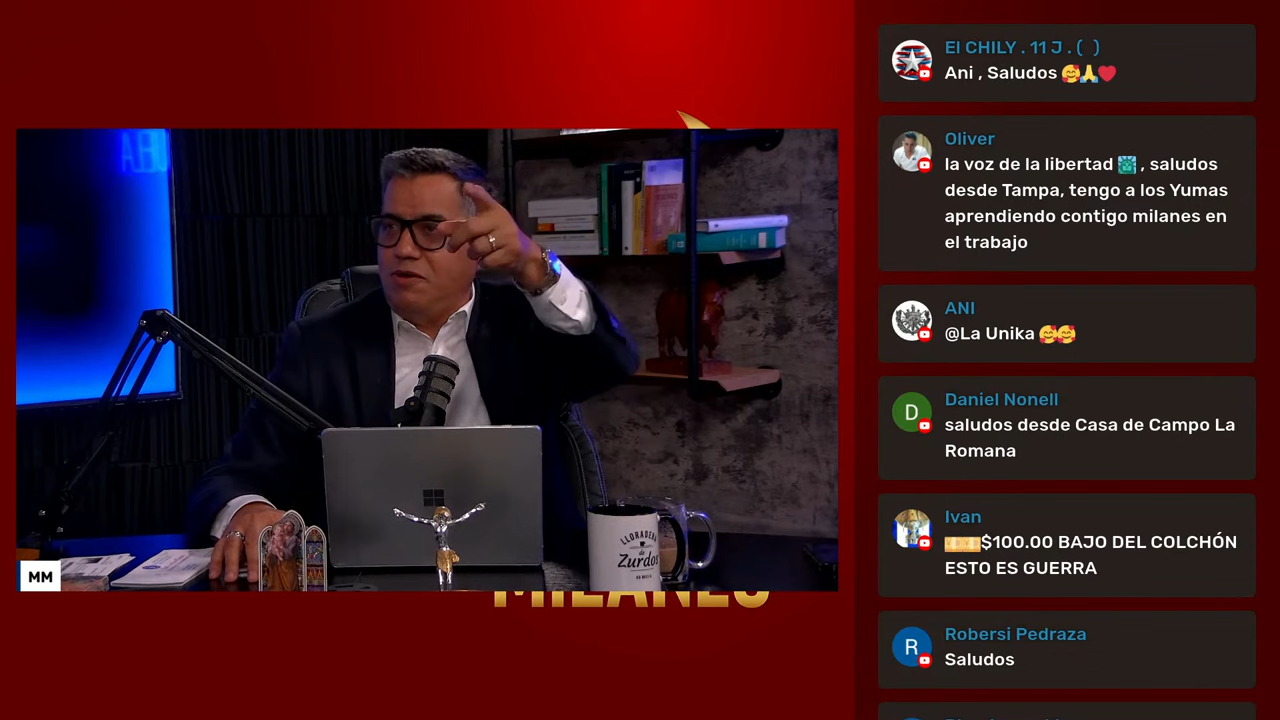 El CHILY . 11 J . ( )
Ani , Saludos 🥰🙏❤️
Oliver
la voz de la libertad 🗽 , saludos
desde Tampa, tengo a los Yumas
aprendiendo contigo milanes en
el trabajo
ANI
@La Unika 🥰🥰
Daniel Nonell
D
saludos desde Casa de Campo La
Romana
Ivan
$100.00 BAJO DEL COLCHÓN
ESTO ES GUERRA
Robersi Pedraza
R
Saludos
LLORADERO
de
Zurdos
MM
MILANES